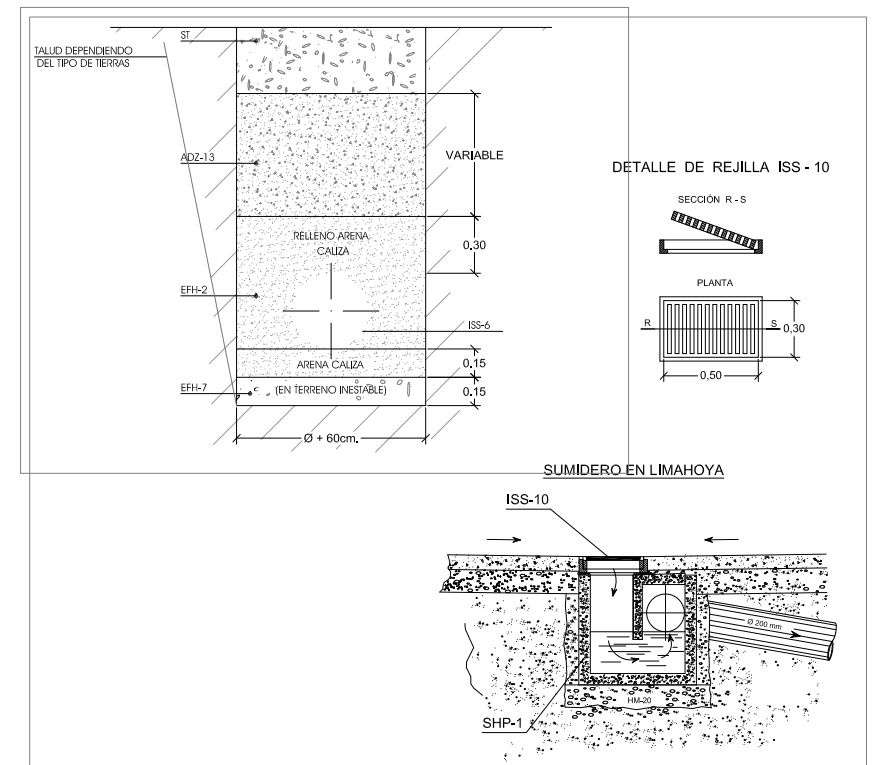 ST
TALUD DEPENDIENDO
DEL TIPO DE TIERRAS
ADZ-13
VARIABLE
RELLENO ARENA
CALIZA
0,30
EFH-2
ISS-6
ARENA CALIZA
0.15
EFH-7
(EN TERRENO INESTABLE)
0.15
Ø + 60cm.
DETALLE DE REJILLA ISS - 10
SECCIÓN R - S
PLANTA
R
S
0,30
0,50
SUMIDERO EN LIMAHOYA
ISS-10
Ø 200 mm
HM-20
SHP-1